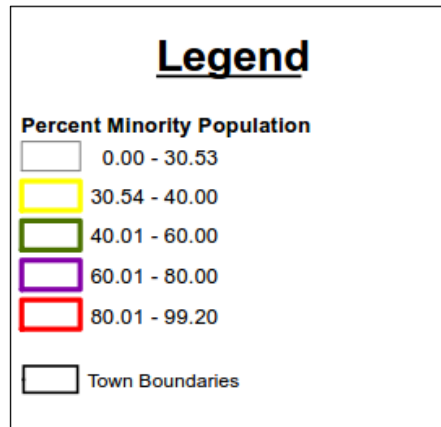 Legend
Percent Minority Population
0.00 - 30.53
30.54 - 40.00
40.01 - 60.00
60.01 - 80.00
80.01 - 99.20
Town Boundaries